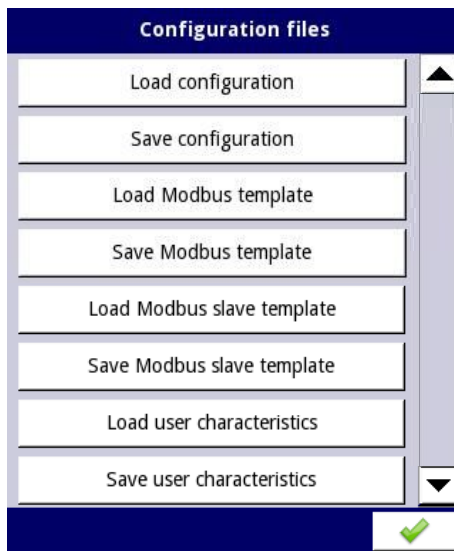 Configuration files
Load configuration
Save configuration
Load Modbus template
Save Modbus template
Load Modbus slave template
Save Modbus slave template
Load user characteristics
Save user characteristics